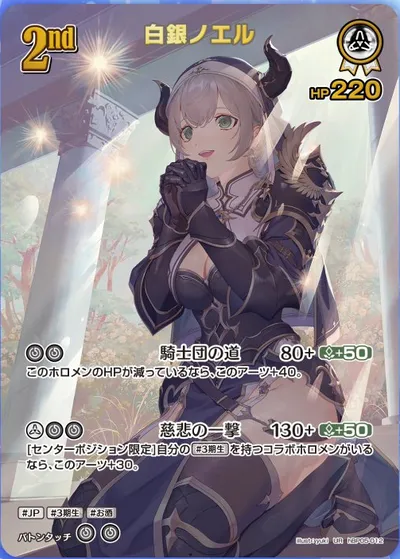 2nd
白銀ノエル
HP 220
騎士団の道 80+ +50
このホロメンのHPが減っているなら、このアーツ+40。
慈悲の一撃 130+ +50
[センターポジション限定]自分の #3期生 を持つコラボホロメンがいる
なら、このアーツ+30。
#JP #3期生 #お酒
バトンタッチ
illust:yuki UR hBP05-012